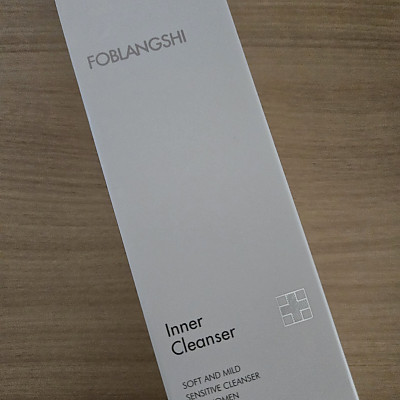 FOBLANGSHI
Inner
Cleanser
SOFT AND MILD
SENSITIVE CLEANSER